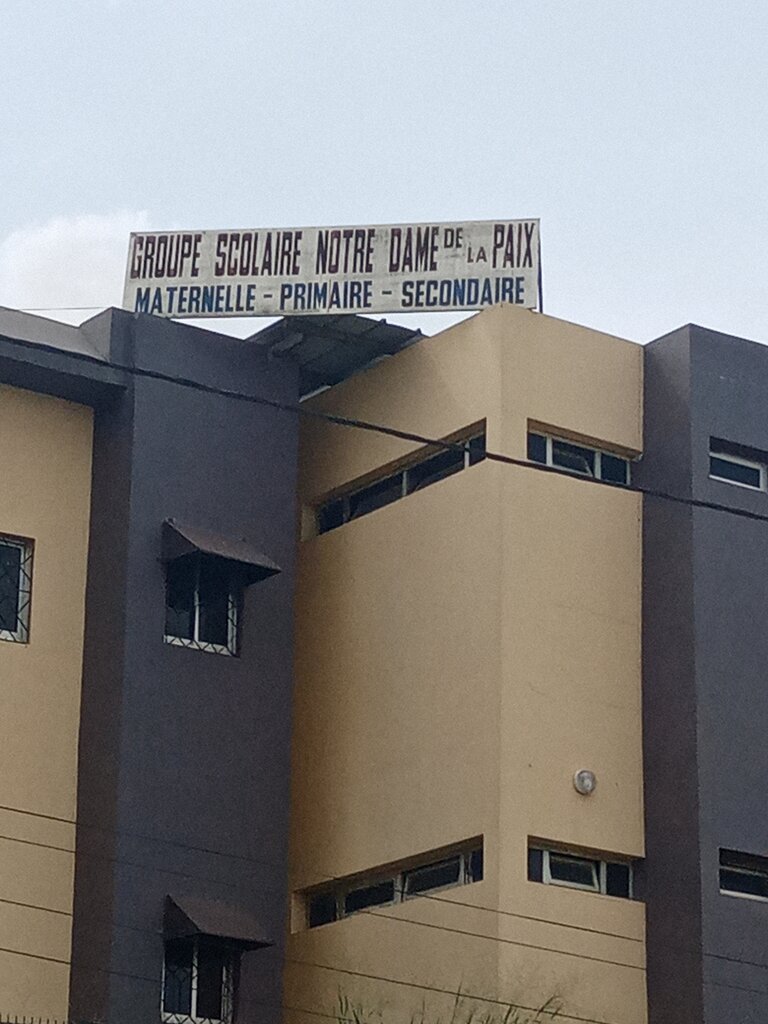 GROUPE SCOLAIRE NOTRE DAME DE LA PAIX
MATERNELLE - PRIMAIRE - SECONDAIRE